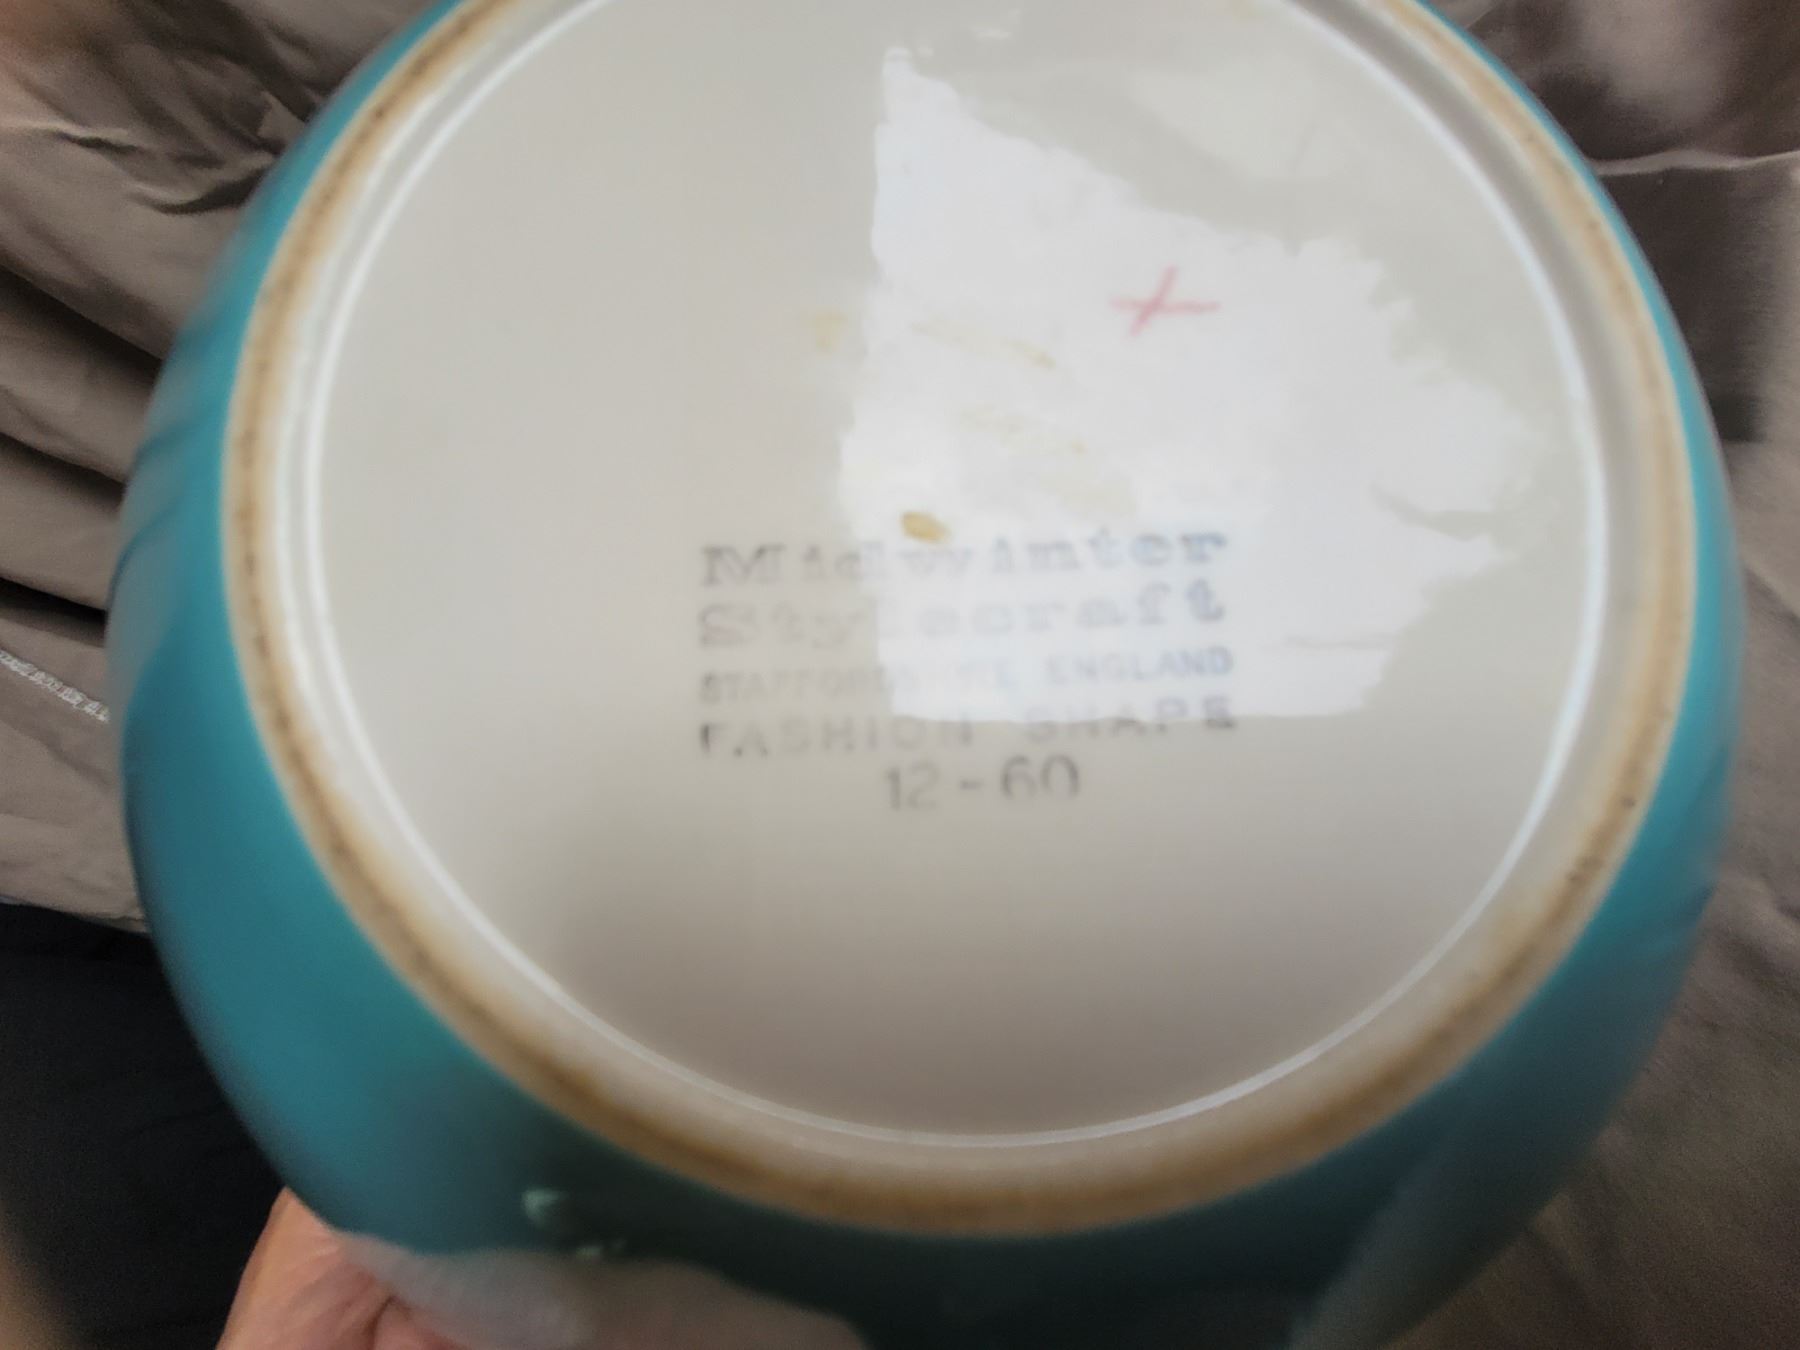 Midwinter
Stylecraft
STAFFORDSHIRE ENGLAND
FASHION SHAPE
12-60